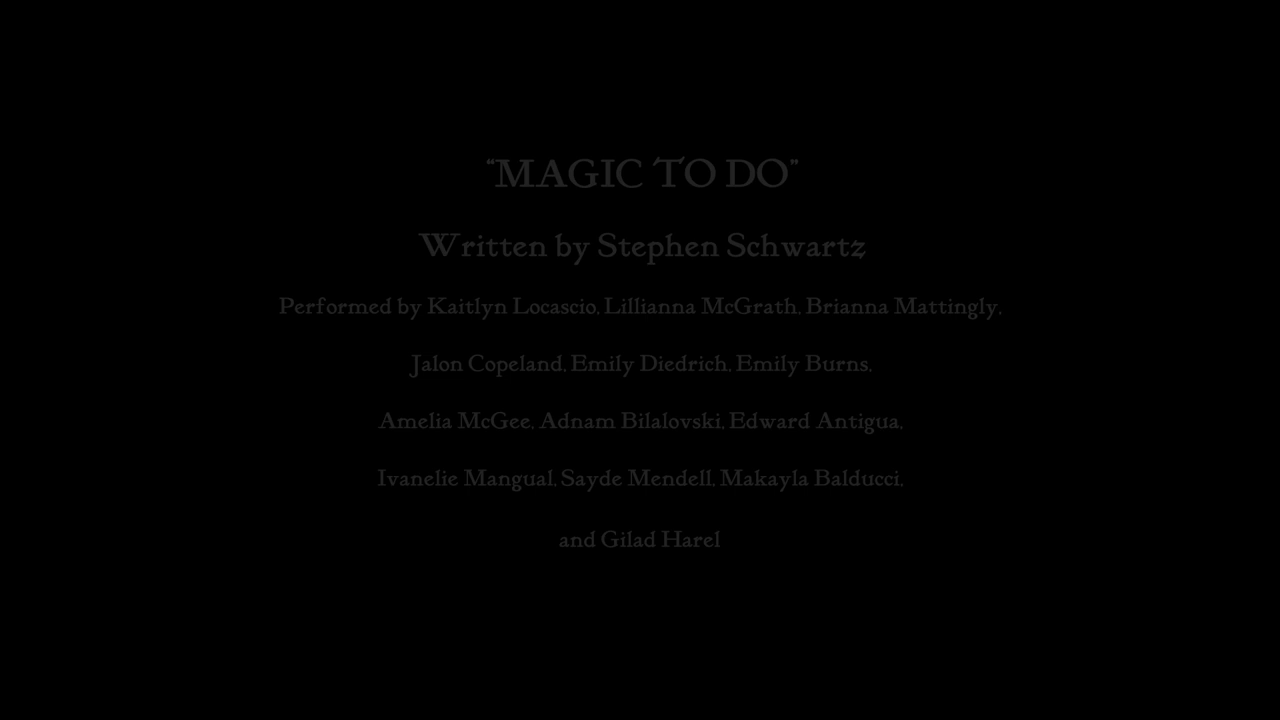 “MAGIC TO DO”
Written by Stephen Schwartz
Performed by Kaitlyn Locascio, Lillianna McGrath, Brianna Mattingly,
Jalon Copeland, Emily Diedrich, Emily Burns,
Amelia McGee, Adnam Bilalovski, Edward Antigua,
Ivanelie Mangual, Sayde Mendell, Makayla Balducci,
and Gilad Harel